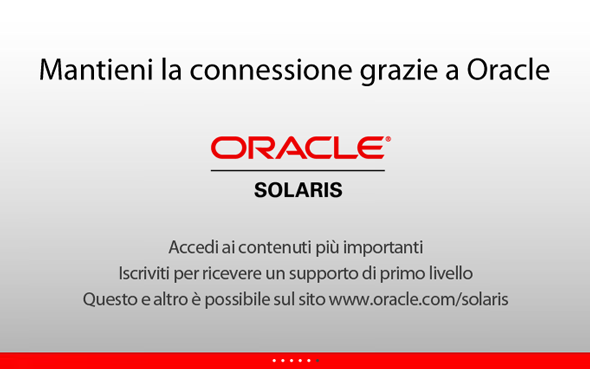 Mantieni la connessione grazie a Oracle
ORACLE®
SOLARIS
Accedi ai contenuti più importanti
Iscriviti per ricevere un supporto di primo livello
Questo e altro è possibile sul sito www.oracle.com/solaris